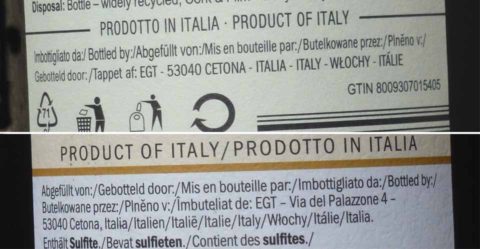 Disposal: Bottle – widely recycled, Cork &
PRODOTTO IN ITALIA · PRODUCT OF ITALY
Imbottigliato da:/Bottled by:/Abgefüllt von:/Mis en bouteille par:/Butelkowane przez:/Plněno v:/
Gebotteld door:/Tappet af: EGT - 53040 CETONA - ITALIA - ITALY - WŁOCHY - ITÁLIE
71
GTIN 8009307015405
PRODUCT OF ITALY/PRODOTTO IN ITALIA
Abgefüllt von:/Gebotteld door:/Mis en bouteille par:/Imbottigliato da:/Bottled by:/
Butelkowane przez:/Plněno v:/Îmbuteliat de: EGT – Via del Palazzone 4 –
53040 Cetona, Italia/Italien/Italië/Italie/Italy/Włochy/Itálie/Italia.
Enthält Sulfite./Bevat sulfieten./Contient des sulfites./